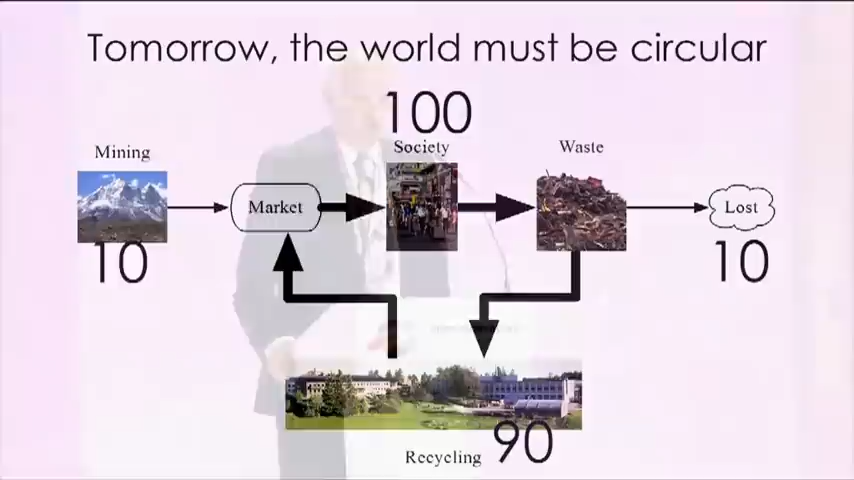 Tomorrow, the world must be circular
100
Mining
Society
Waste
Market
Lost
10
10
Recycling
90